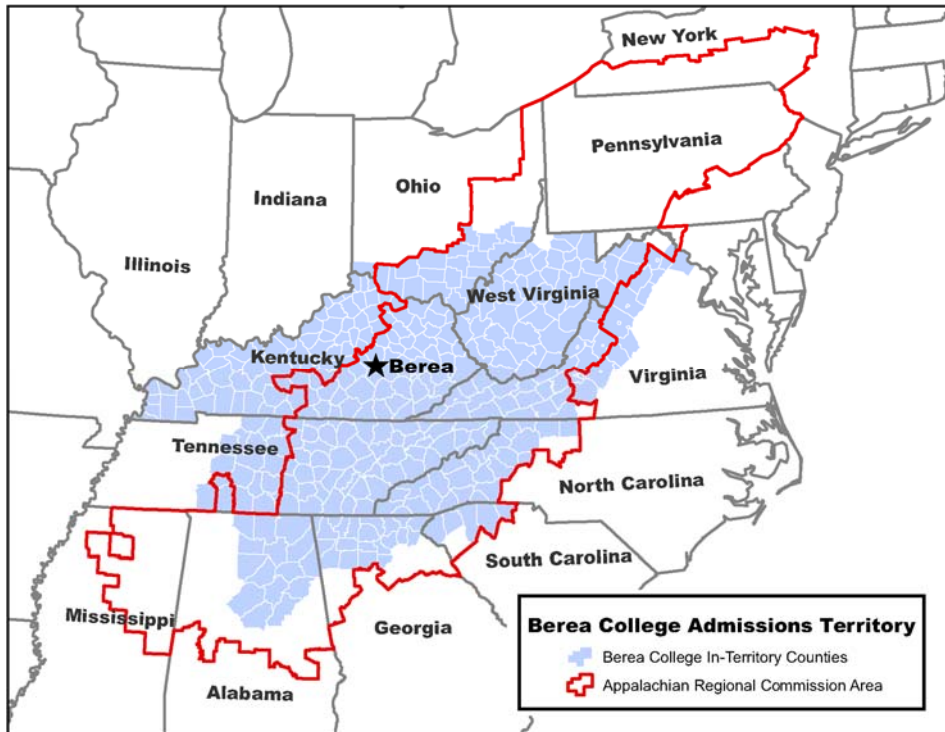 New York
Pennsylvania
Ohio
Indiana
Illinois
West Virginia
Kentucky
Berea
Virginia
Tennessee
North Carolina
South Carolina
Mississippi
Georgia
Alabama
Berea College Admissions Territory
Berea College In-Territory Counties
Appalachian Regional Commission Area